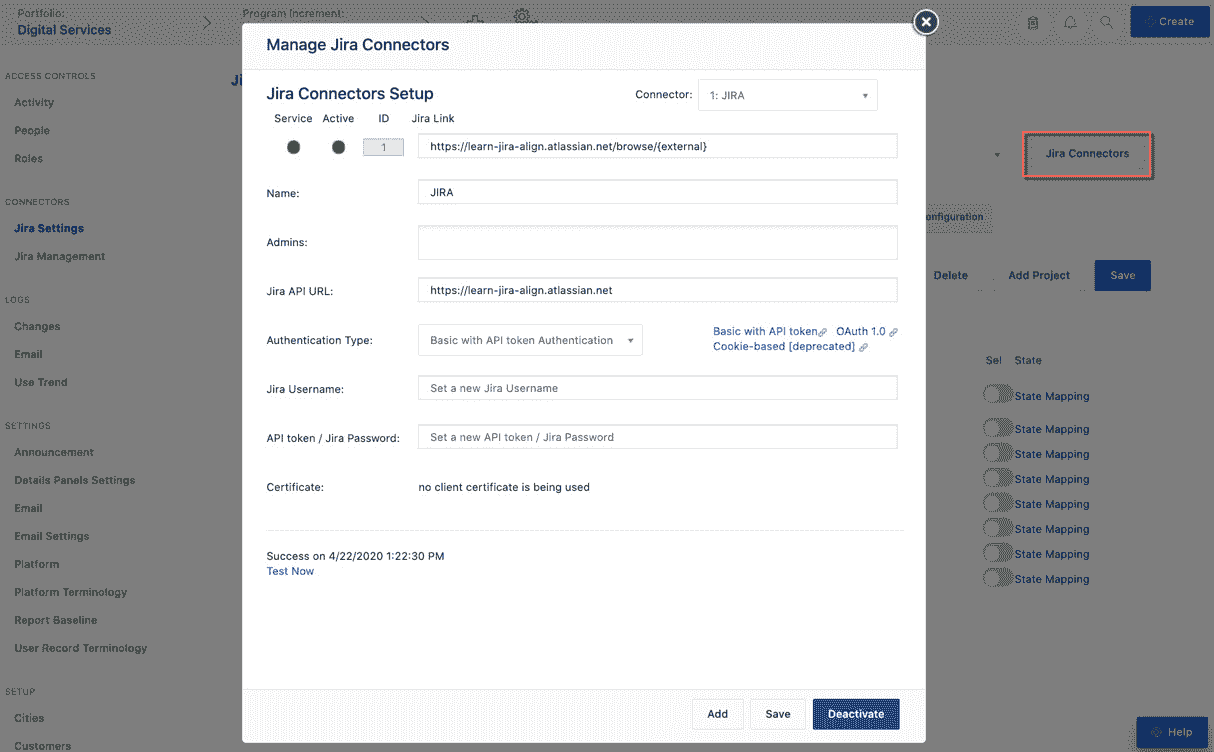 Portfolio:
Digital Services
Program Increment:
Create
ACCESS CONTROLS
Activity
People
Roles
CONNECTORS
Jira Settings
Jira Management
LOGS
Changes
Email
Use Trend
SETTINGS
Announcement
Details Panels Settings
Email
Email Settings
Platform
Platform Terminology
Report Baseline
User Record Terminology
SETUP
Cities
Customers
Ji
Manage Jira Connectors
Jira Connectors Setup
Connector: 1: JIRA
Service Active ID Jira Link
1 https://learn-jira-align.atlassian.net/browse/{external}
Name: JIRA
Admins:
Jira API URL: https://learn-jira-align.atlassian.net
Authentication Type: Basic with API token Authentication
Basic with API token OAuth 1.0
Cookie-based [deprecated]
Jira Username: Set a new Jira Username
API token / Jira Password: Set a new API token / Jira Password
Certificate: no client certificate is being used
Success on 4/22/2020 1:22:30 PM
Test Now
Add Save Deactivate
Jira Connectors
onfiguration
Delete Add Project Save
Sel State
State Mapping
State Mapping
State Mapping
State Mapping
State Mapping
State Mapping
State Mapping
State Mapping
Help